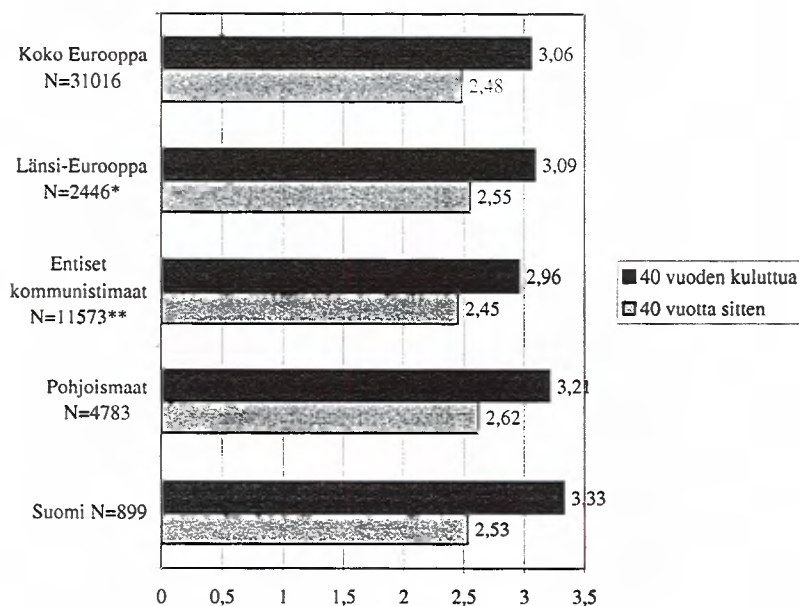 Koko Eurooppa
N=31016
3,06
2,48
Länsi-Eurooppa
N=2446*
3,09
2,55
Entiset
kommunistimaat
N=11573**
2,96
2,45
Pohjoismaat
N=4783
3,21
2,62
Suomi N=899
3,33
2,53
40 vuoden kuluttua
40 vuotta sitten
0 0,5 1 1,5 2 2,5 3 3,5